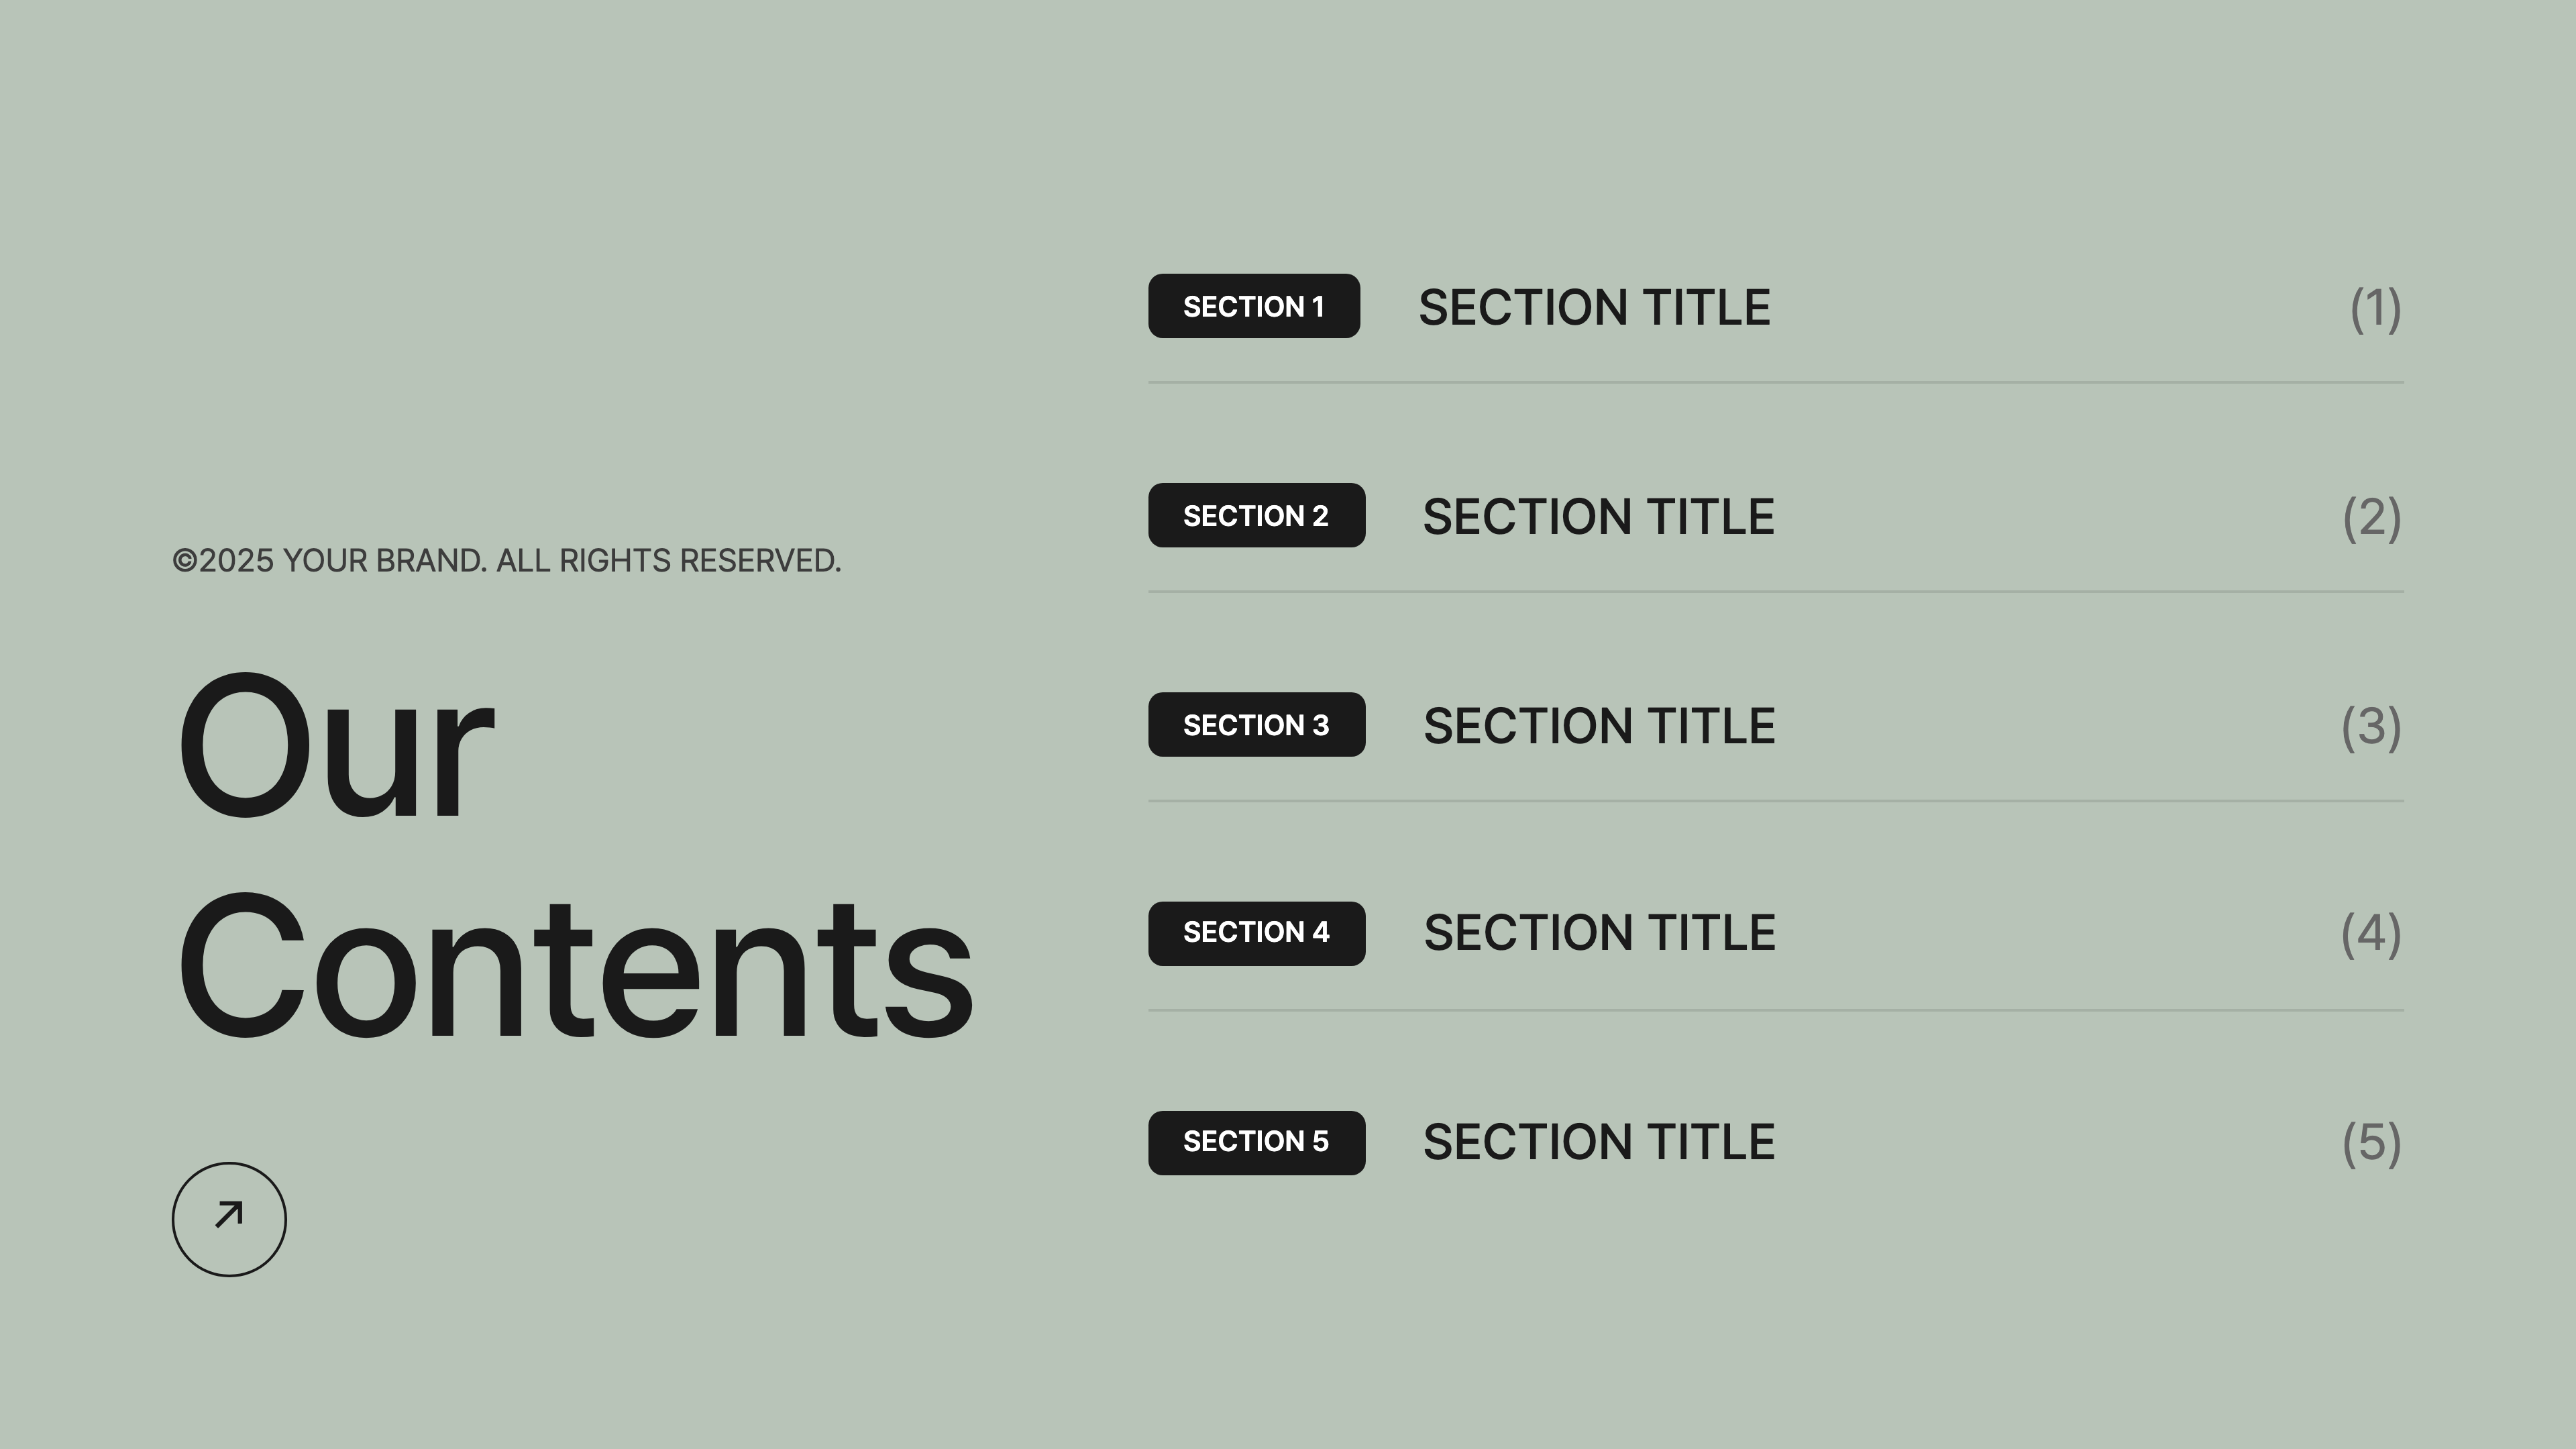 ©2025 YOUR BRAND. ALL RIGHTS RESERVED.
Our
Contents
SECTION 1 SECTION TITLE (1)
SECTION 2 SECTION TITLE (2)
SECTION 3 SECTION TITLE (3)
SECTION 4 SECTION TITLE (4)
SECTION 5 SECTION TITLE (5)